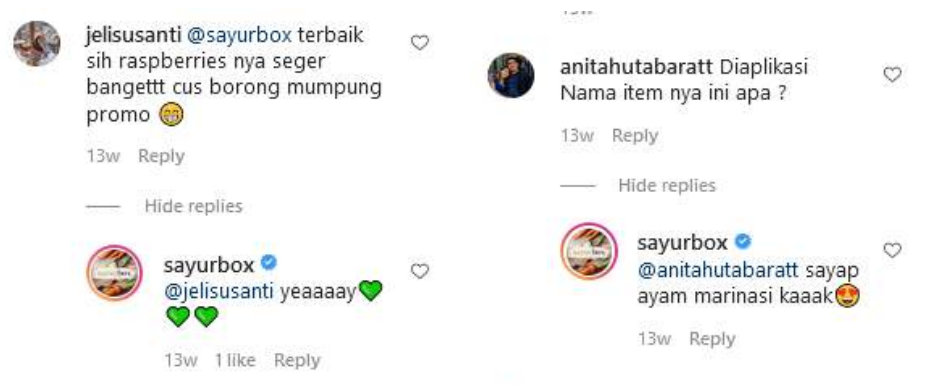 jelisusanti @sayurbox terbaik
sih raspberries nya seger
bangettt cus borong mumpung
promo 😁
13w Reply
Hide replies
sayurbox
@jelisusanti yeaaaay💚
💚💚
13w 1 like Reply
anitahutabaratt Diaplikasi
Nama item nya ini apa ?
13w Reply
Hide replies
sayurbox
@anitahutabaratt sayap
ayam marinasi kaaak😍
13w Reply